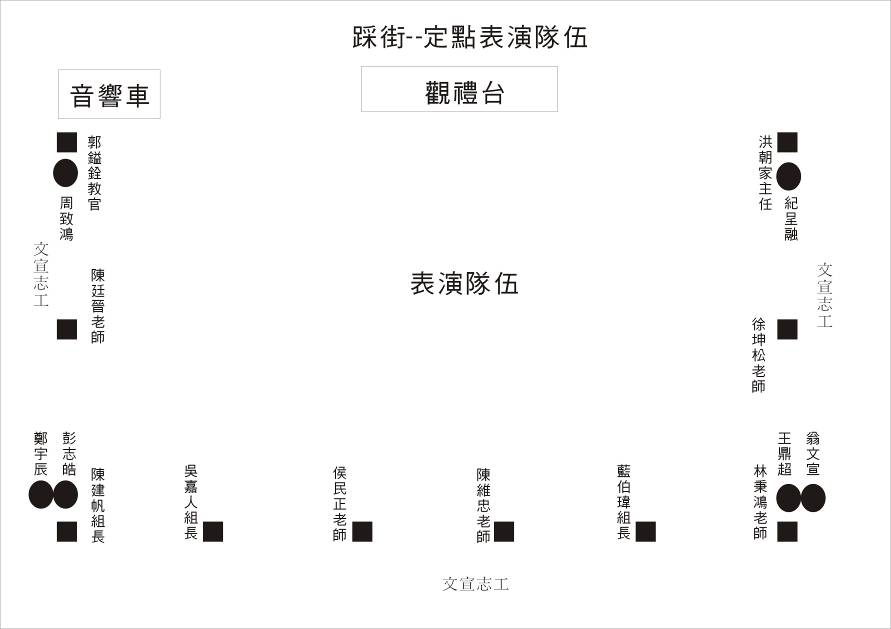 踩街--定點表演隊伍
音響車
觀禮台
郭鎰銓教官
周致鴻
洪朝家主任
紀呈融
文宣志工
陳廷晉老師
表演隊伍
文宣志工
徐坤松老師
鄭宇辰
彭志皓
陳建帆組長
吳嘉人組長
侯民正老師
陳維忠老師
藍伯瑋組長
林秉鴻老師
王鼎超
翁文宣
文宣志工